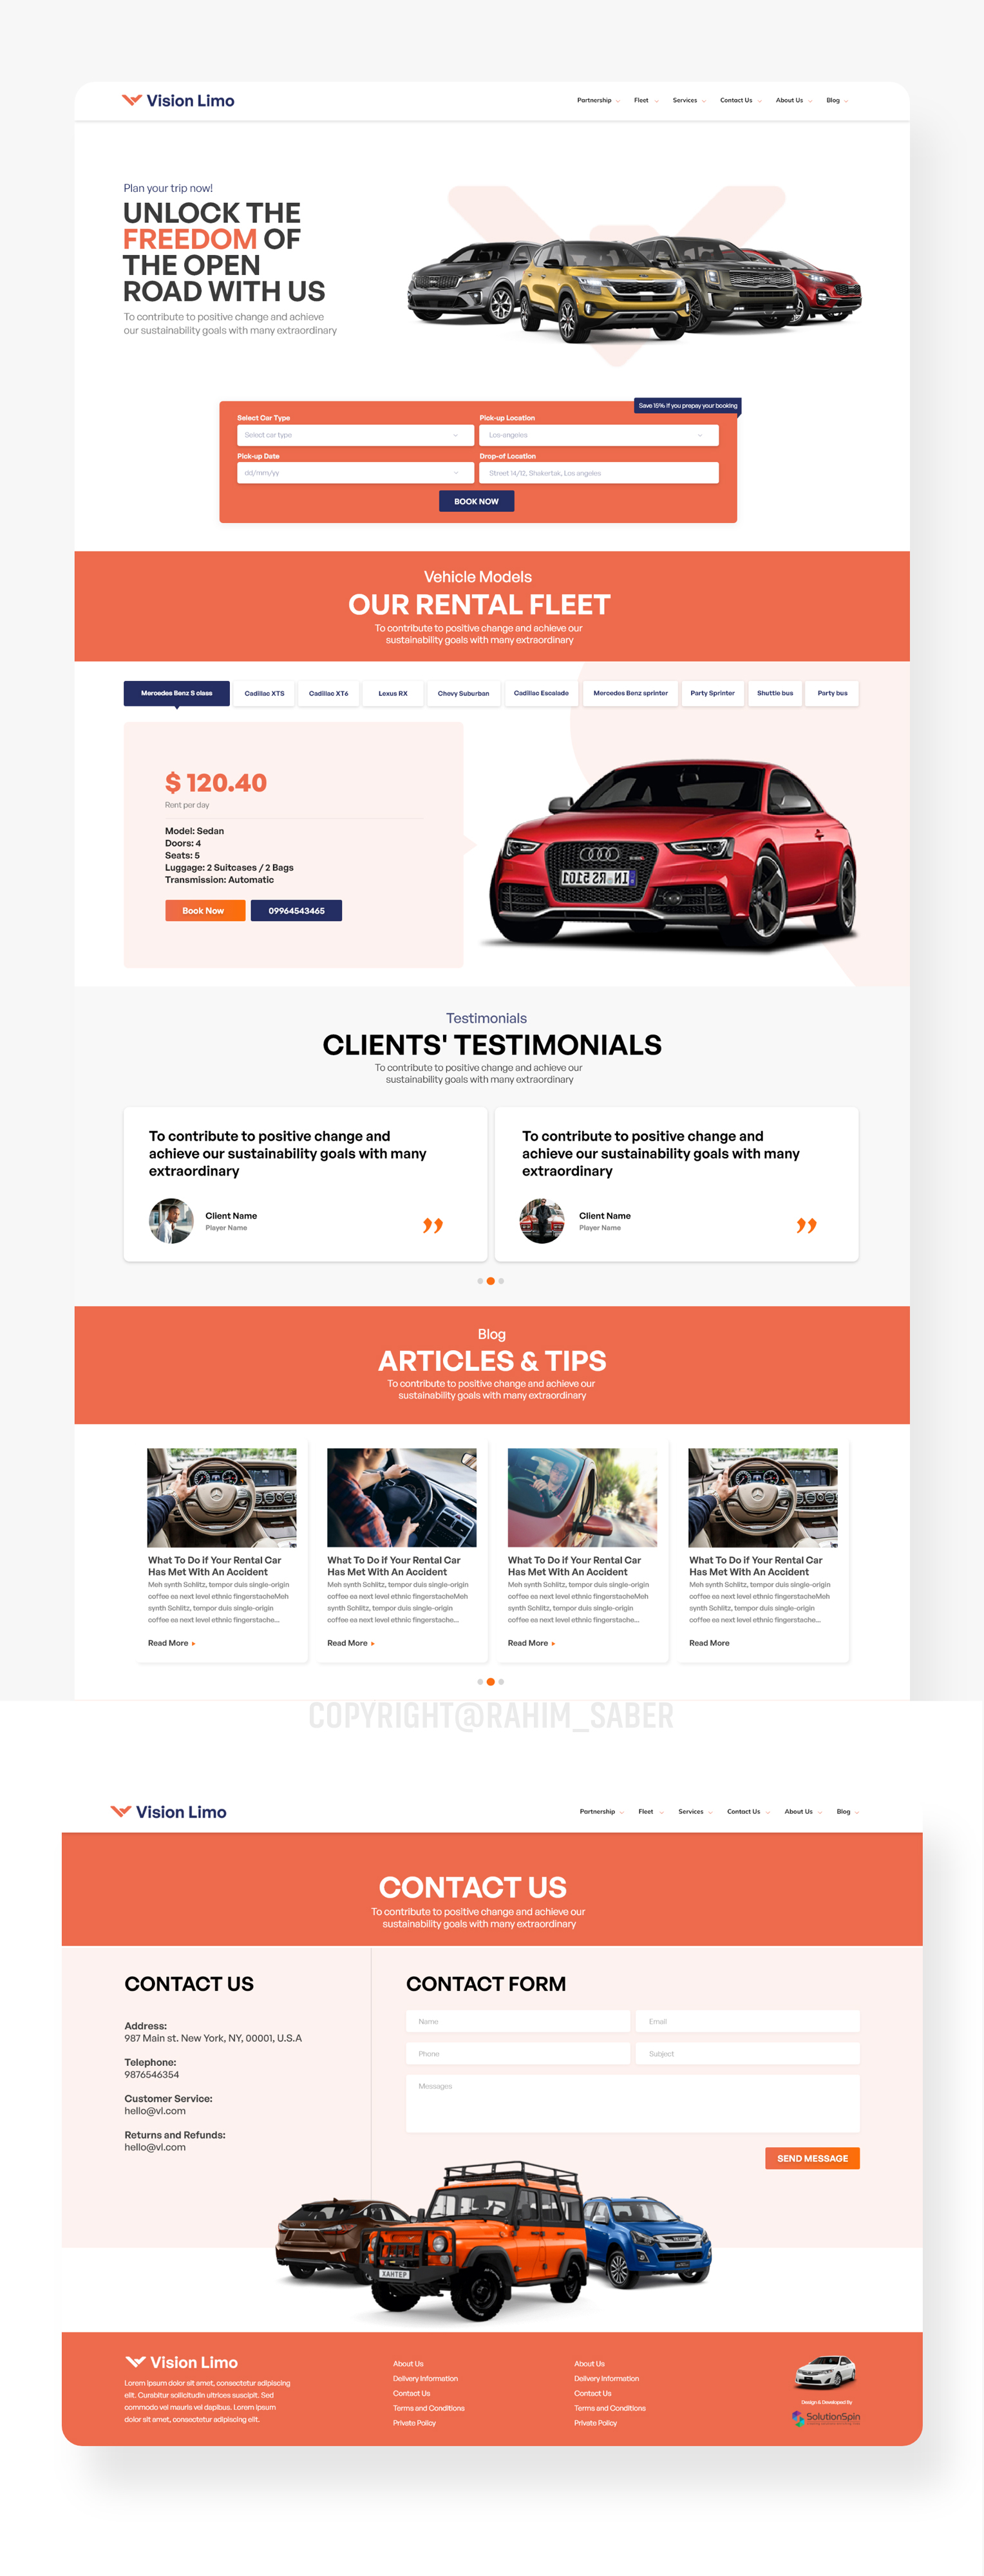 Vision Limo
Partnership Fleet Services Contact Us About Us Blog
Plan your trip now!
UNLOCK THE
FREEDOM OF
THE OPEN
ROAD WITH US
To contribute to positive change and achieve
our sustainability goals with many extraordinary
Save 15% if you prepay your booking
Select Car Type Pick-up Location
Select car type Los-angeles
Pick-up Date Drop-of Location
dd/mm/yy Street 14/12, Shakertak, Los angeles
BOOK NOW
Vehicle Models
OUR RENTAL FLEET
To contribute to positive change and achieve our
sustainability goals with many extraordinary
Mercedes Benz S class Cadillac XTS Cadillac XT6 Lexus RX Chevy Suburban Cadillac Escalade Mercedes Benz sprinter Party Sprinter Shuttle bus Party bus
$ 120.40
Rent per day
Model: Sedan
Doors: 4
Seats: 5
Luggage: 2 Suitcases / 2 Bags
Transmission: Automatic
Book Now 09964543465
Testimonials
CLIENTS' TESTIMONIALS
To contribute to positive change and achieve our
sustainability goals with many extraordinary
To contribute to positive change and
achieve our sustainability goals with many
extraordinary
Client Name
Player Name
To contribute to positive change and
achieve our sustainability goals with many
extraordinary
Client Name
Player Name
Blog
ARTICLES & TIPS
To contribute to positive change and achieve our
sustainability goals with many extraordinary
What To Do if Your Rental Car
Has Met With An Accident
Meh synth Schlitz, tempor duis single-origin
coffee ea next level ethnic fingerstacheMeh
synth Schlitz, tempor duis single-origin
coffee ea next level ethnic fingerstache...
Read More
What To Do if Your Rental Car
Has Met With An Accident
Meh synth Schlitz, tempor duis single-origin
coffee ea next level ethnic fingerstacheMeh
synth Schlitz, tempor duis single-origin
coffee ea next level ethnic fingerstache...
Read More
What To Do if Your Rental Car
Has Met With An Accident
Meh synth Schlitz, tempor duis single-origin
coffee ea next level ethnic fingerstacheMeh
synth Schlitz, tempor duis single-origin
coffee ea next level ethnic fingerstache...
Read More
What To Do if Your Rental Car
Has Met With An Accident
Meh synth Schlitz, tempor duis single-origin
coffee ea next level ethnic fingerstacheMeh
synth Schlitz, tempor duis single-origin
coffee ea next level ethnic fingerstache...
Read More
COPYRIGHT@RAHIM_SABER
Vision Limo
Partnership Fleet Services Contact Us About Us Blog
CONTACT US
To contribute to positive change and achieve our
sustainability goals with many extraordinary
CONTACT US
Address:
987 Main st. New York, NY, 00001, U.S.A
Telephone:
9876546354
Customer Service:
hello@vl.com
Returns and Refunds:
hello@vl.com
CONTACT FORM
Name Email
Phone Subject
Messages
SEND MESSAGE
ХАНТЕР
Vision Limo
Lorem ipsum dolor sit amet, consectetur adipiscing
elit. Curabitur sollicitudin ultrices suscipit. Sed
commodo vel mauris vel dapibus. Lorem ipsum
dolor sit amet, consectetur adipiscing elit.
About Us
Delivery Information
Contact Us
Terms and Conditions
Private Policy
About Us
Delivery Information
Contact Us
Terms and Conditions
Private Policy
Design & Developed By
SolutionSpin